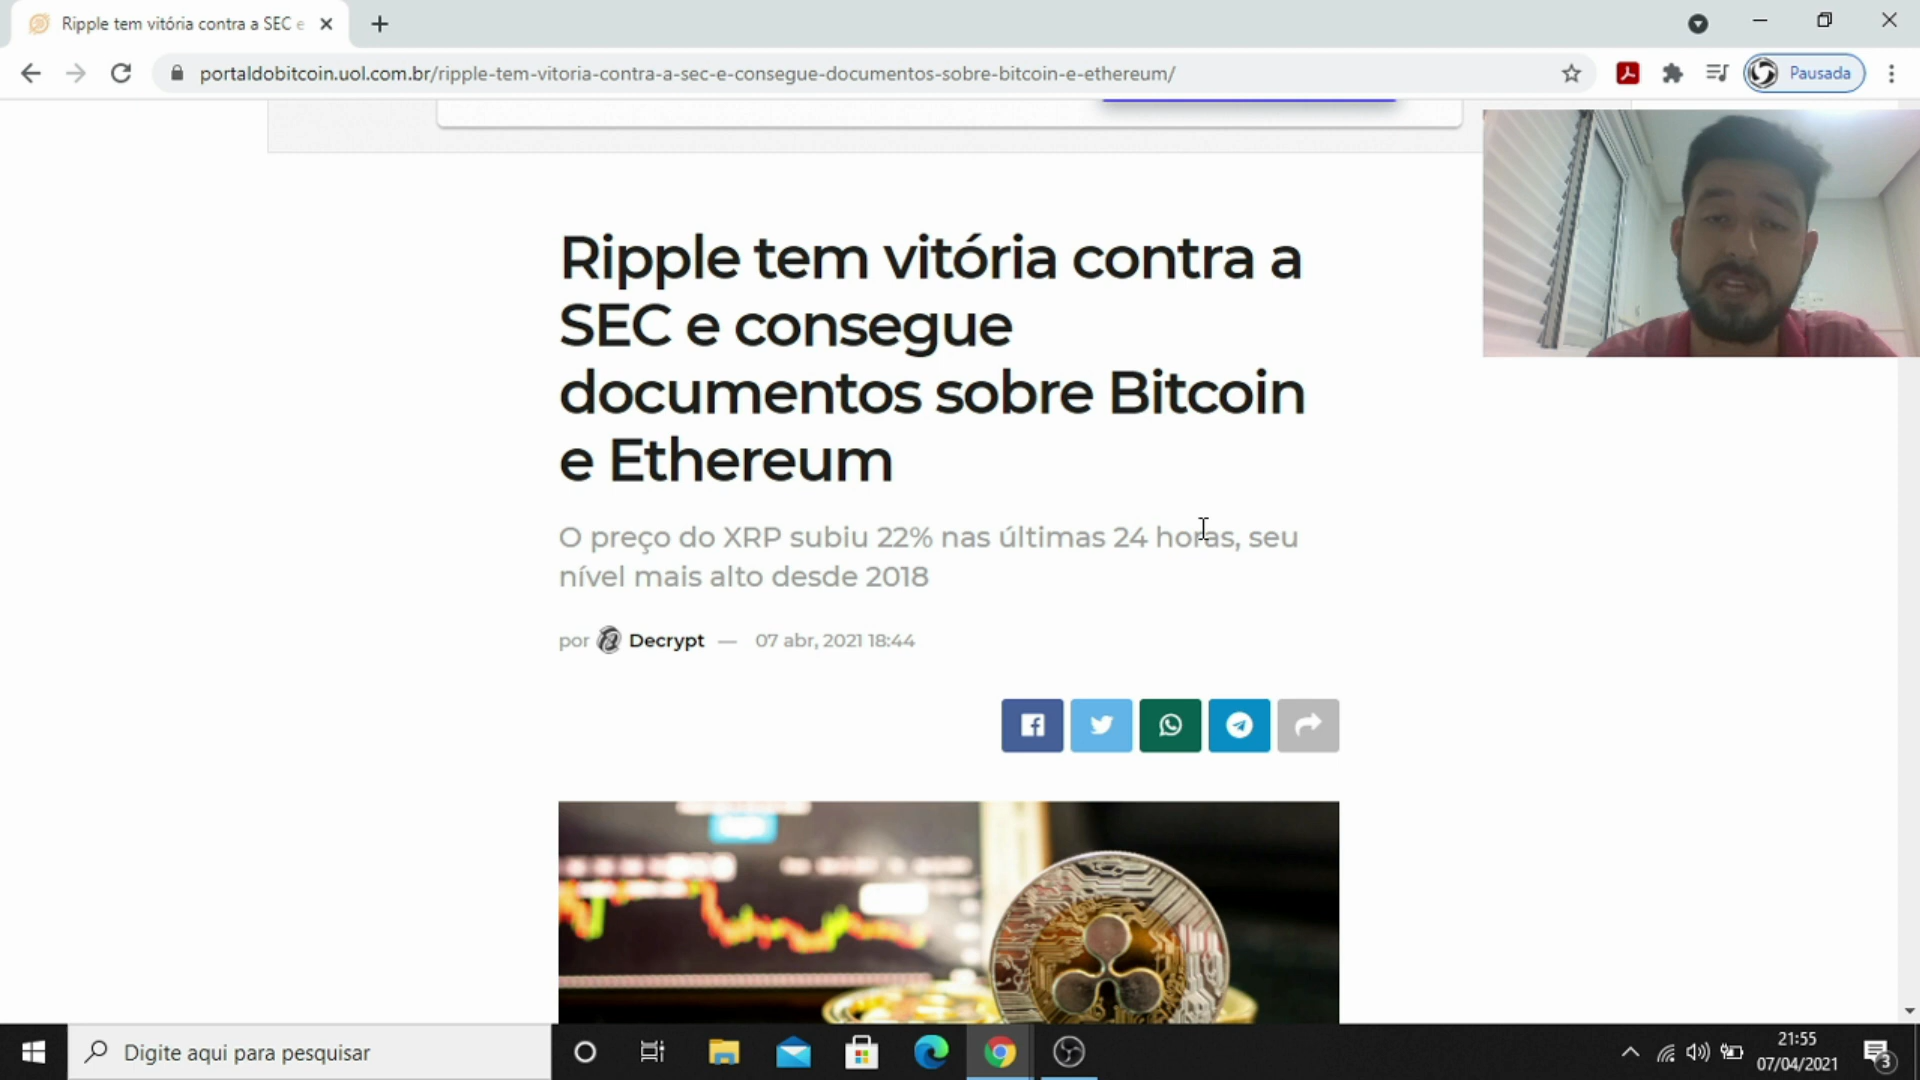 Ripple tem vitória contra a SEC e
portaldobitcoin.uol.com.br/ripple-tem-vitoria-contra-a-sec-e-consegue-documentos-sobre-bitcoin-e-ethereum/
Pausada
Ripple tem vitória contra a
SEC e consegue
documentos sobre Bitcoin
e Ethereum
O preço do XRP subiu 22% nas últimas 24 horas, seu
nível mais alto desde 2018
por Decrypt — 07 abr, 2021 18:44
Digite aqui para pesquisar
21:55
07/04/2021
3